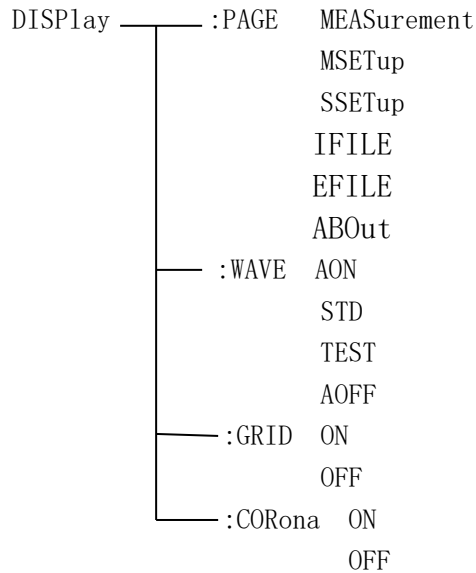 DISPlay :PAGE MEASurement
MSETup
SSETup
IFILE
EFILE
ABOut
:WAVE AON
STD
TEST
AOFF
:GRID ON
OFF
:CORona ON
OFF